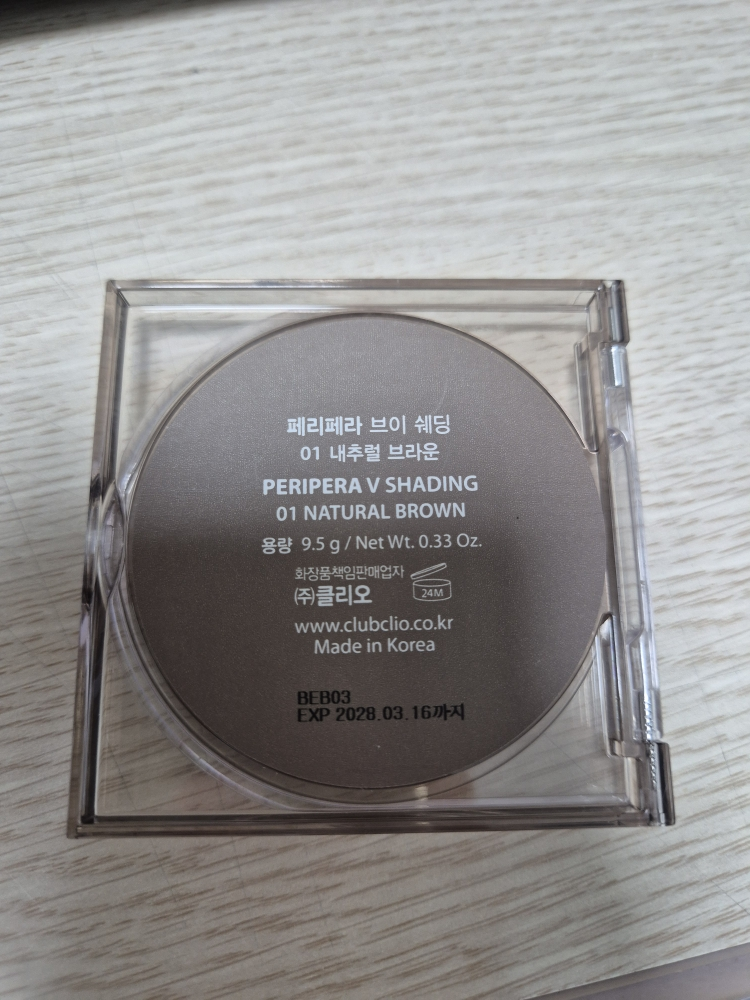 페리페라 브이 쉐딩
01 내추럴 브라운
PERIPERA V SHADING
01 NATURAL BROWN
용량 9.5 g / Net Wt. 0.33 Oz.
화장품책임판매업자
㈜클리오
24M
www.clubclio.co.kr
Made in Korea
BEB03
EXP 2028.03.16까지